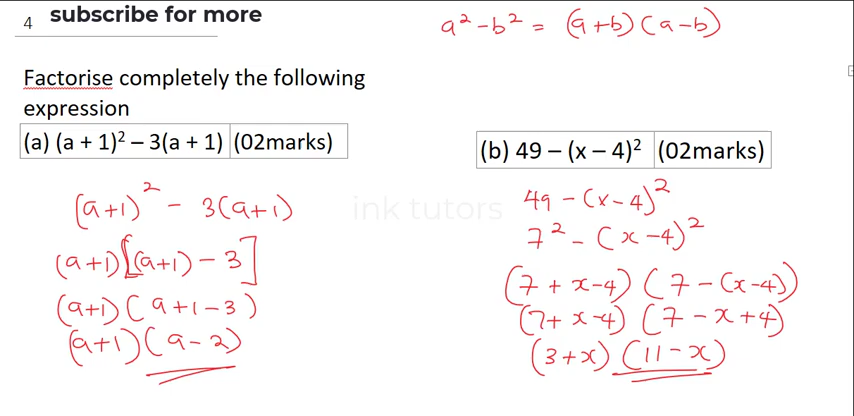 4
subscribe for more
a² – b² = (a+b)(a–b)
Factorise completely the following
expression
(a) (a + 1)² – 3(a + 1) (02marks)
(a+1)² – 3(a+1)
(a+1)[(a+1) – 3]
(a+1)(a+1–3)
(a+1)(a–2)
ink tutors
(b) 49 – (x – 4)² (02marks)
49 – (x–4)²
7² – (x–4)²
(7 + x–4)(7 – (x–4))
(7+ x–4)(7 – x+4)
(3+x)(11–x)